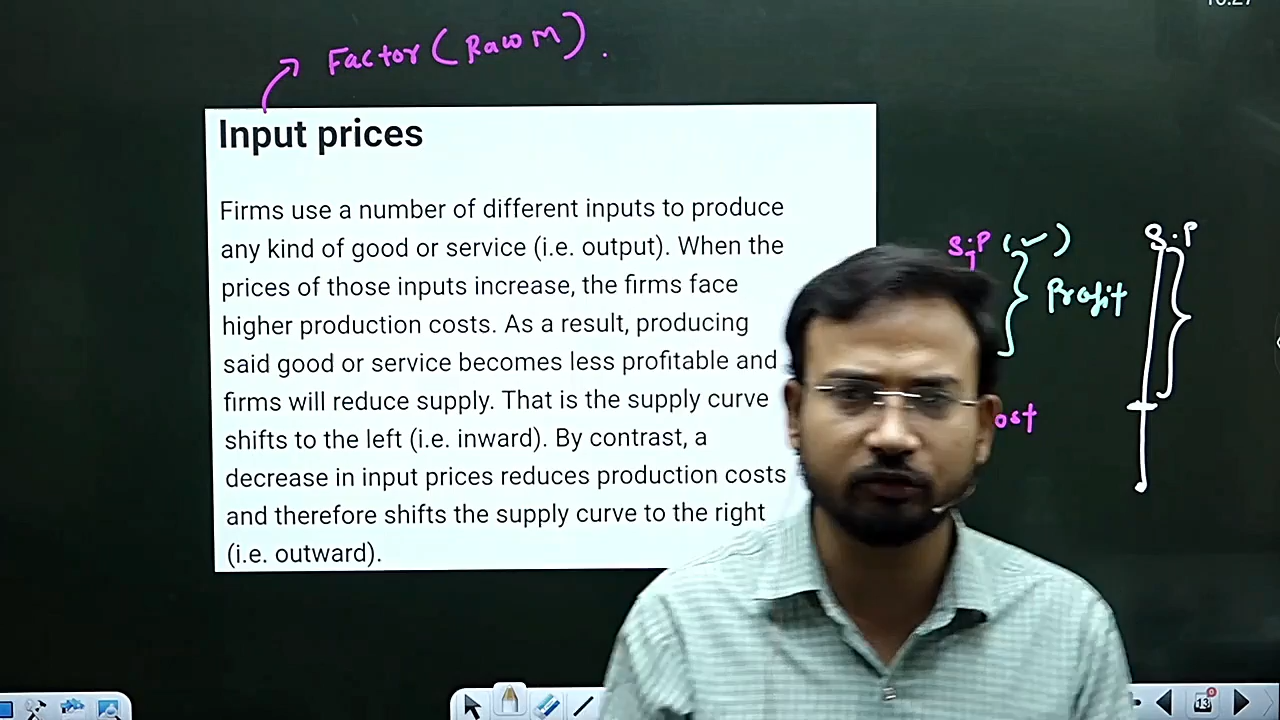 Factor (Raw M).
Input prices
Firms use a number of different inputs to produce
any kind of good or service (i.e. output). When the
prices of those inputs increase, the firms face
higher production costs. As a result, producing
said good or service becomes less profitable and
firms will reduce supply. That is the supply curve
shifts to the left (i.e. inward). By contrast, a
decrease in input prices reduces production costs
and therefore shifts the supply curve to the right
(i.e. outward).
S.P (✓)
Profit
ost
S.P
13